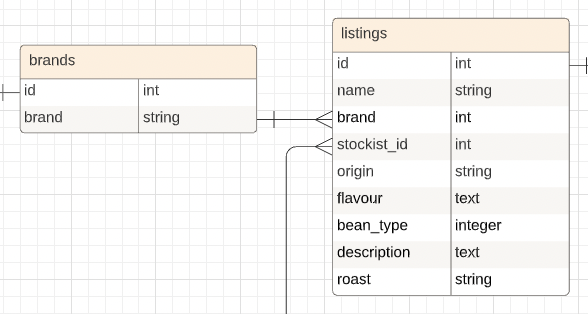 brands
id int
brand string
listings
id int
name string
brand int
stockist_id int
origin string
flavour text
bean_type integer
description text
roast string